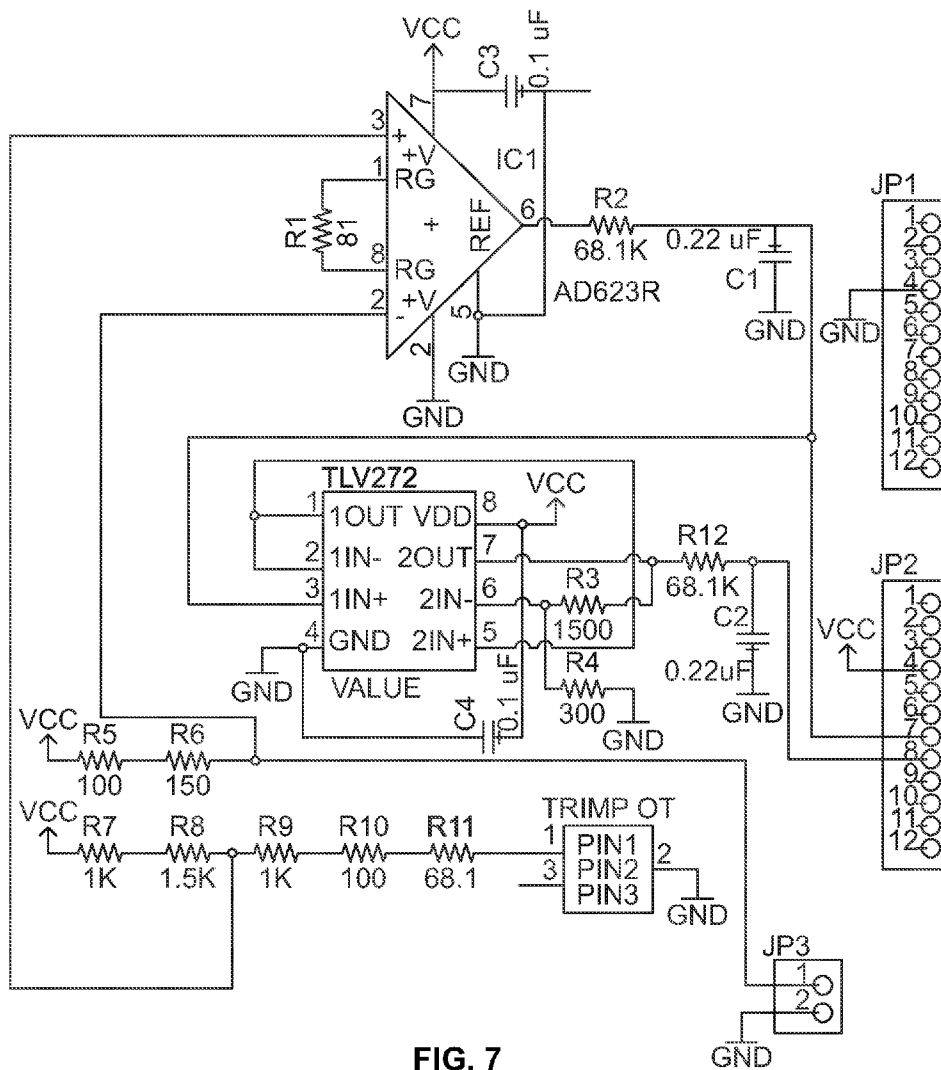 VCC
C3
0.1 uF
7
3
+
+V
IC1
1
RG
R1
81
+
REF
6
R2
68.1K
0.22 uF
C1
AD623R
8
RG
2
+V
-
5
2
GND
GND
GND
GND
JP1
1
2
3
4
5
6
7
8
9
10
11
12
TLV272
VCC
1
1OUT
VDD
8
2
1IN-
2OUT
7
3
1IN+
2IN-
6
4
GND
2IN+
5
VALUE
GND
C4
0.1 uF
R3
1500
R4
300
GND
R12
68.1K
C2
0.22uF
GND
JP2
VCC
1
2
3
4
5
6
7
8
9
10
11
12
VCC
R5
R6
100
150
VCC
R7
R8
R9
R10
R11
1K
1.5K
1K
100
68.1
TRIMP OT
1
PIN1
2
PIN2
3
PIN3
GND
JP3
1
2
GND
FIG. 7